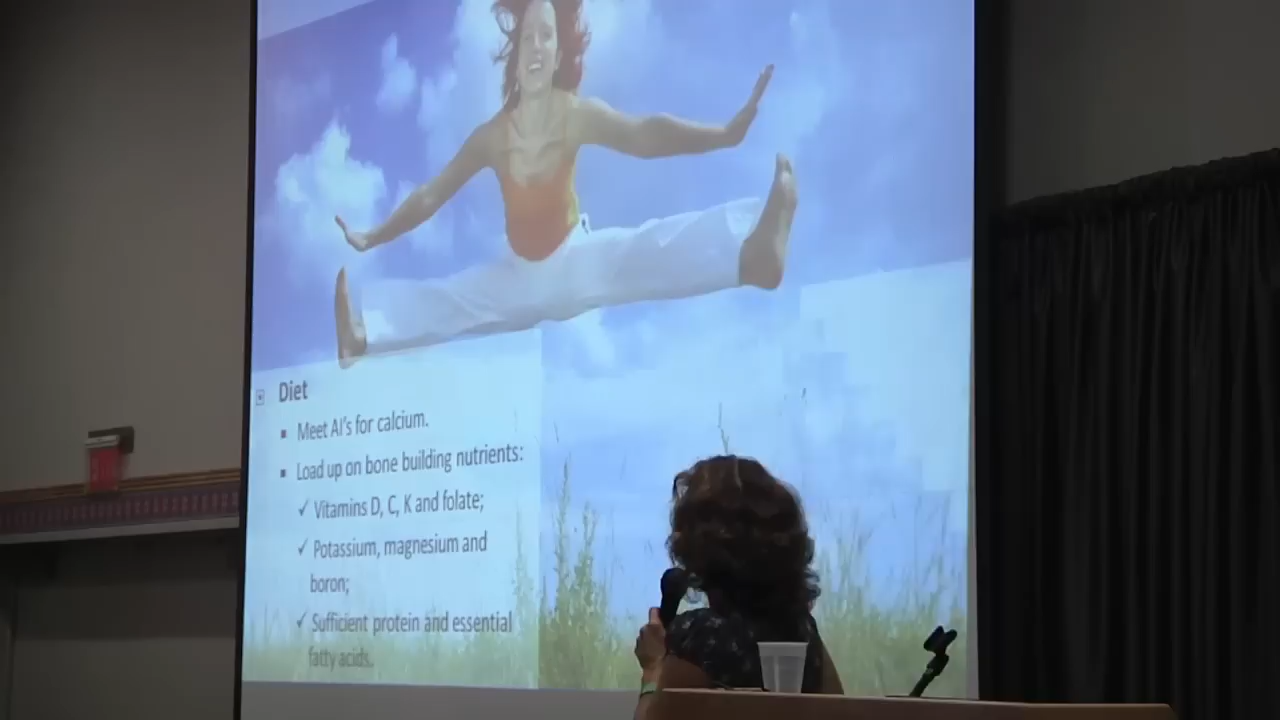 Diet
Meet AI's for calcium.
Load up on bone building nutrients:
✓ Vitamins D, C, K and folate;
✓ Potassium, magnesium and
boron;
✓ Sufficient protein and essential
fatty acids.